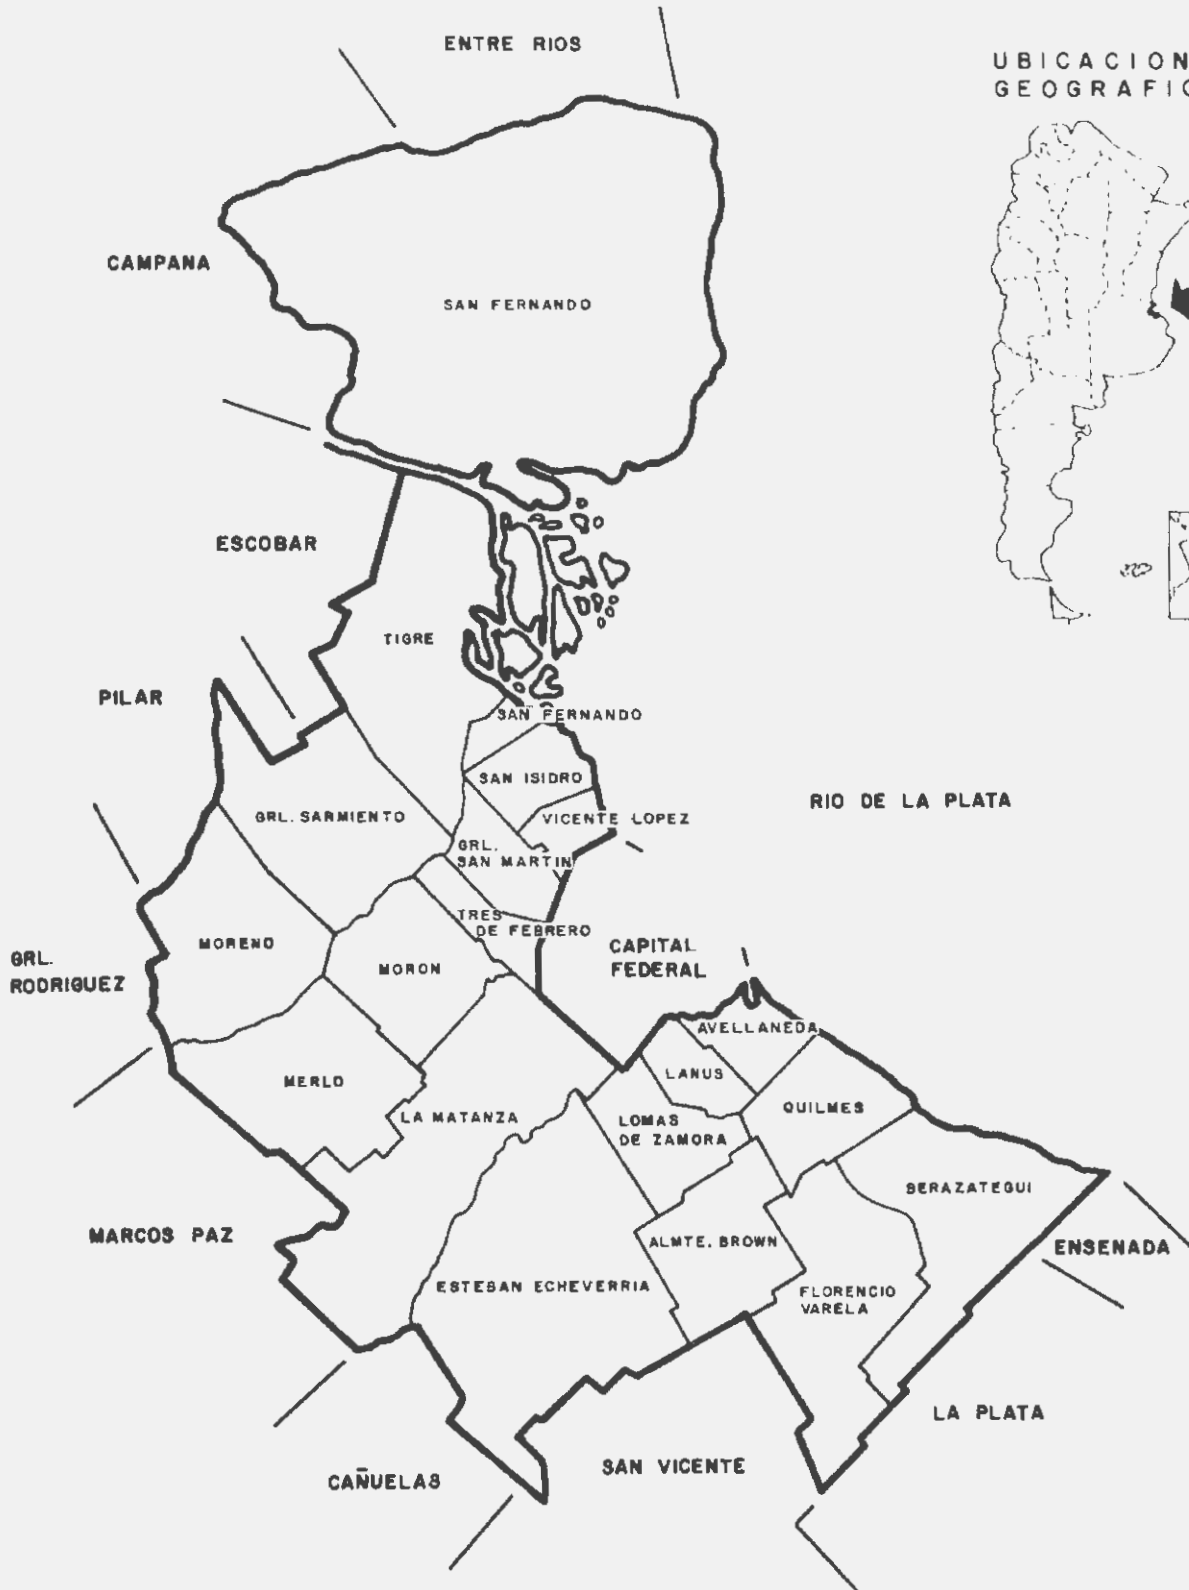 ENTRE RIOS
UBICACION
GEOGRAFIC
CAMPANA
SAN FERNANDO
ESCOBAR
TIGRE
PILAR
SAN FERNANDO
SAN ISIDRO
RIO DE LA PLATA
GRL. SARMIENTO
VICENTE LOPEZ
GRL.
SAN MARTIN
TRES
DE FEBRERO
MORENO
MORON
GRL.
RODRIGUEZ
CAPITAL
FEDERAL
AVELLANEDA
LANUS
MERLO
LA MATANZA
QUILMES
LOMAS
DE ZAMORA
BERAZATEGUI
MARCOS PAZ
ALMTE. BROWN
ENSENADA
ESTEBAN ECHEVERRIA
FLORENCIO
VARELA
LA PLATA
CAÑUELAS
SAN VICENTE